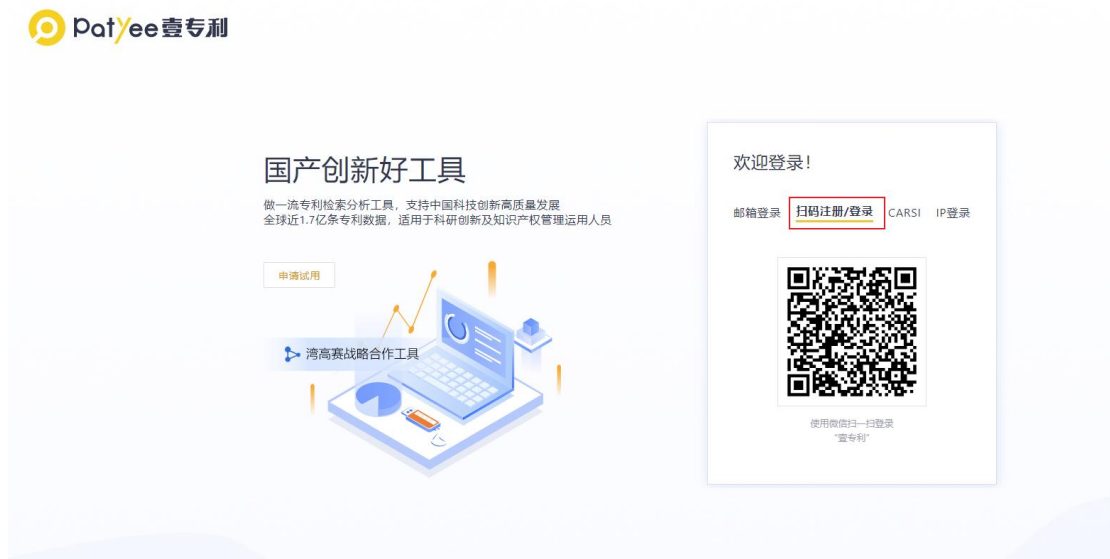 Patyee壹专利
国产创新好工具
做一流专利检索分析工具，支持中国科技创新高质量发展
全球近1.7亿条专利数据，适用于科研创新及知识产权管理运用人员
申请试用
湾高赛战略合作工具
欢迎登录！
邮箱登录 扫码注册/登录 CARSI IP登录
使用微信扫一扫登录
“壹专利”